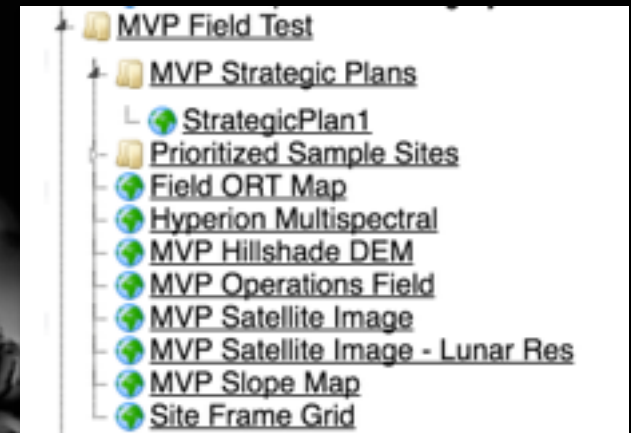 MVP Field Test
MVP Strategic Plans
StrategicPlan1
Prioritized Sample Sites
Field ORT Map
Hyperion Multispectral
MVP Hillshade DEM
MVP Operations Field
MVP Satellite Image
MVP Satellite Image - Lunar Res
MVP Slope Map
Site Frame Grid